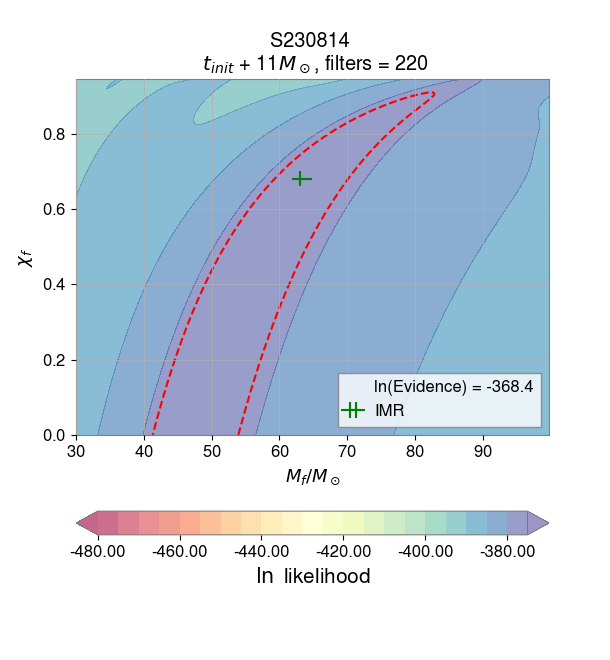 S230814
t_init + 11M_⊙, filters = 220
0.8
0.6
0.4
0.2
0.0
χ_f
ln(Evidence) = -368.4
IMR
30 40 50 60 70 80 90
M_f/M_⊙
-480.00 -460.00 -440.00 -420.00 -400.00 -380.00
ln likelihood